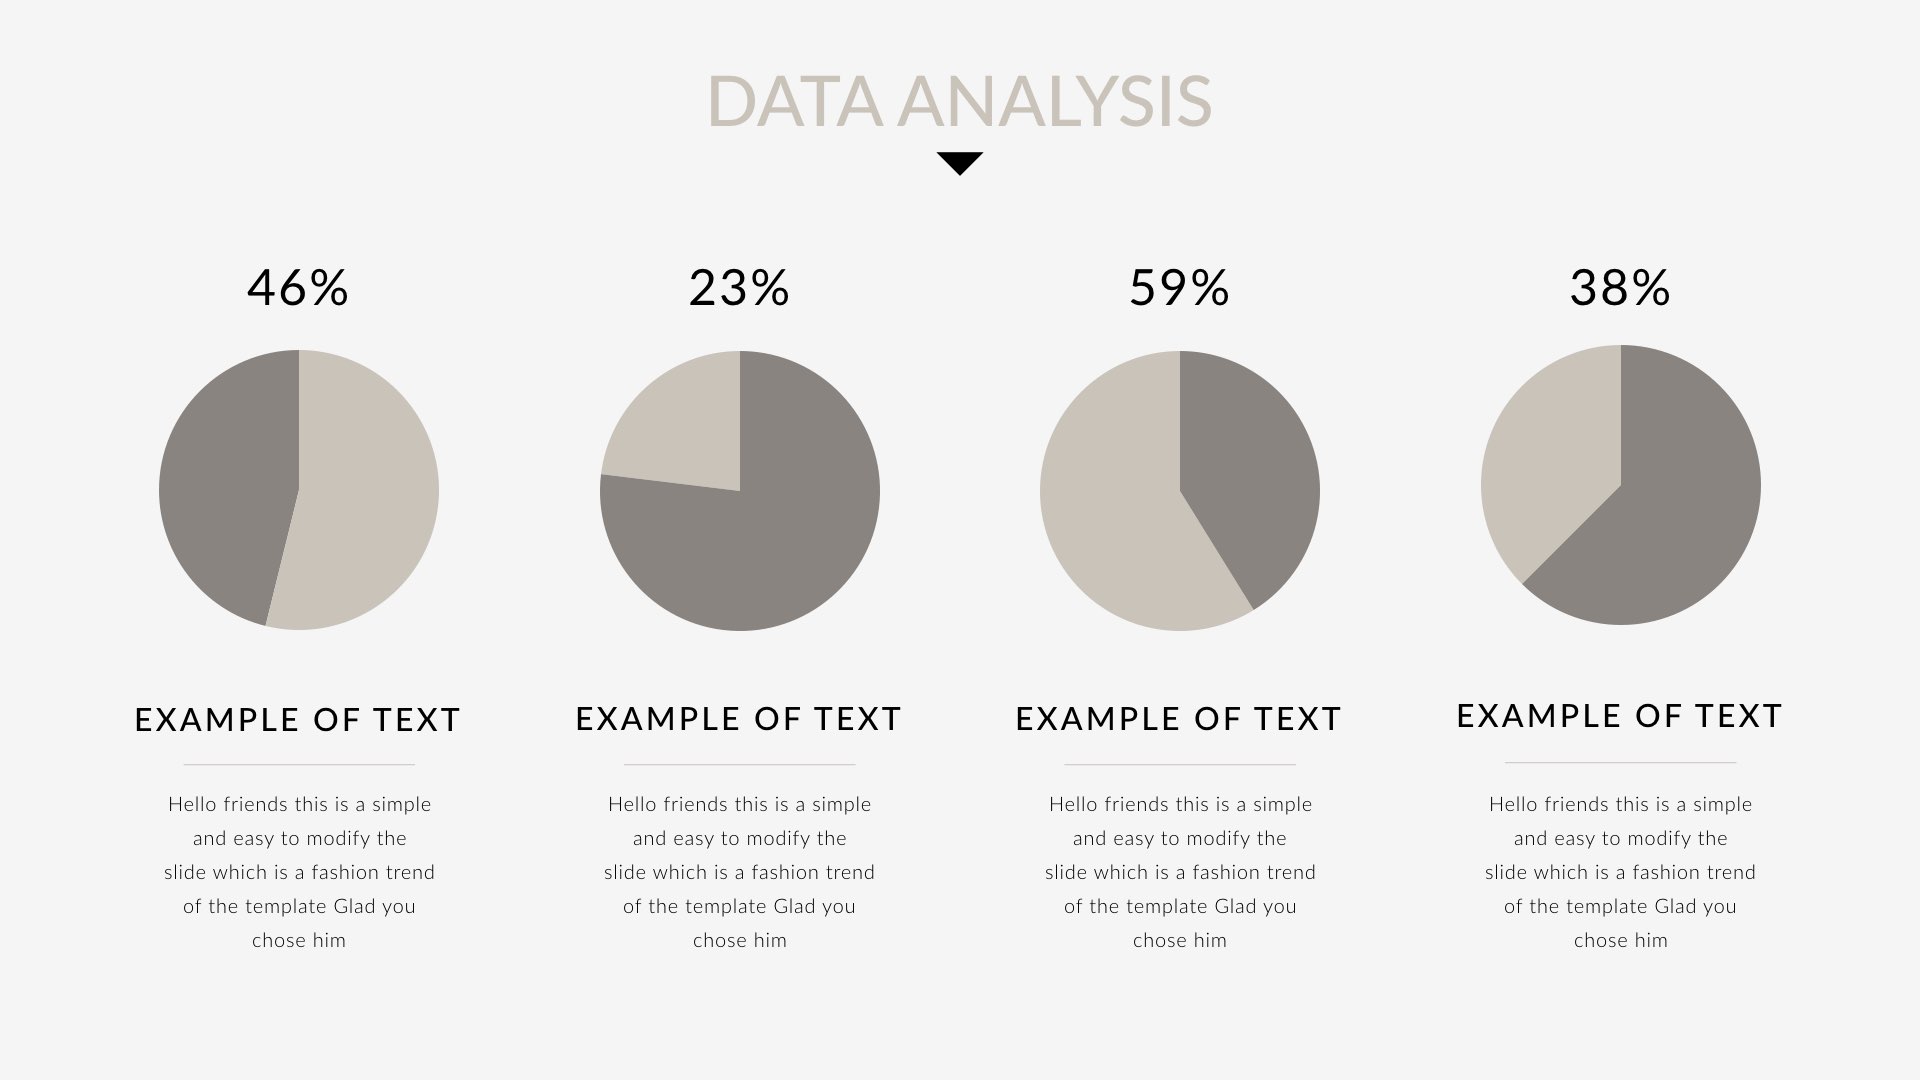 DATA ANALYSIS
46%
EXAMPLE OF TEXT
Hello friends this is a simple
and easy to modify the
slide which is a fashion trend
of the template Glad you
chose him
23%
EXAMPLE OF TEXT
Hello friends this is a simple
and easy to modify the
slide which is a fashion trend
of the template Glad you
chose him
59%
EXAMPLE OF TEXT
Hello friends this is a simple
and easy to modify the
slide which is a fashion trend
of the template Glad you
chose him
38%
EXAMPLE OF TEXT
Hello friends this is a simple
and easy to modify the
slide which is a fashion trend
of the template Glad you
chose him